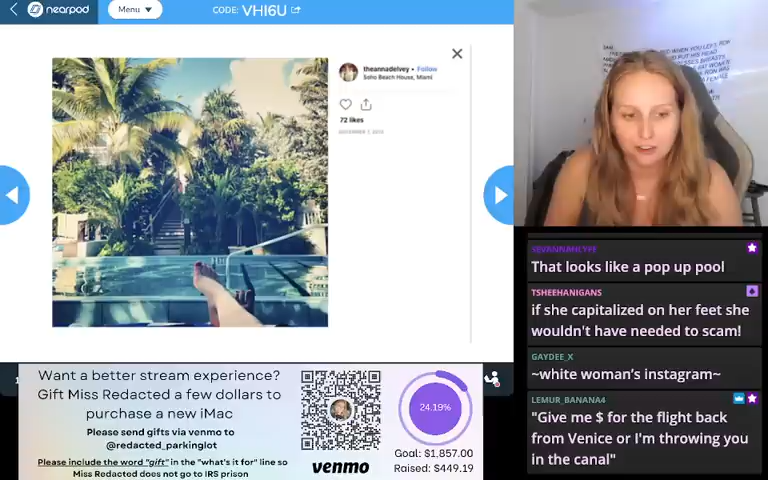 nearpod
Menu ▼
CODE: VHI6U
theannadelvey • Follow
Soho Beach House, Miami
72 likes
SEVANNAHLYFE
That looks like a pop up pool
TSHEEHANIGANS
if she capitalized on her feet she
wouldn't have needed to scam!
GAYDEE_X
~white woman's instagram~
LEMUR_BANANA4
"Give me $ for the flight back
from Venice or I'm throwing you
in the canal"
Want a better stream experience?
Gift Miss Redacted a few dollars to
purchase a new iMac
Please send gifts via venmo to
@redacted_parkinglot
Please include the word "gift" in the "what's it for" line so
Miss Redacted does not go to IRS prison
venmo
24.19%
Goal: $1,857.00
Raised: $449.19